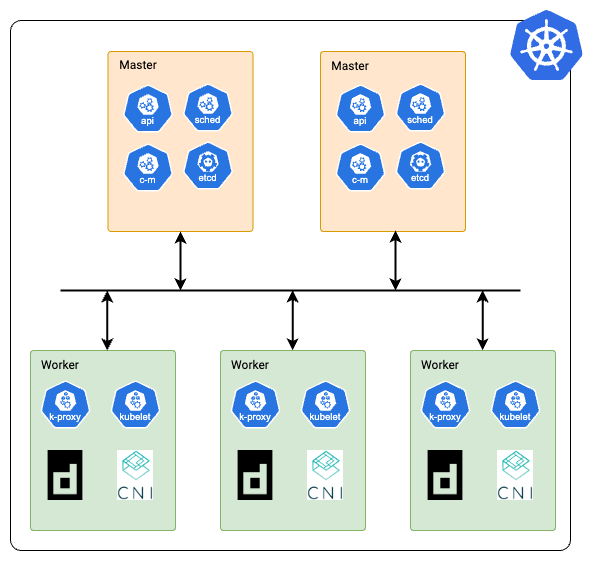 Master
api
sched
c-m
etcd
Master
api
sched
c-m
etcd
Worker
k-proxy
kubelet
d
CNI
Worker
k-proxy
kubelet
d
CNI
Worker
k-proxy
kubelet
d
CNI